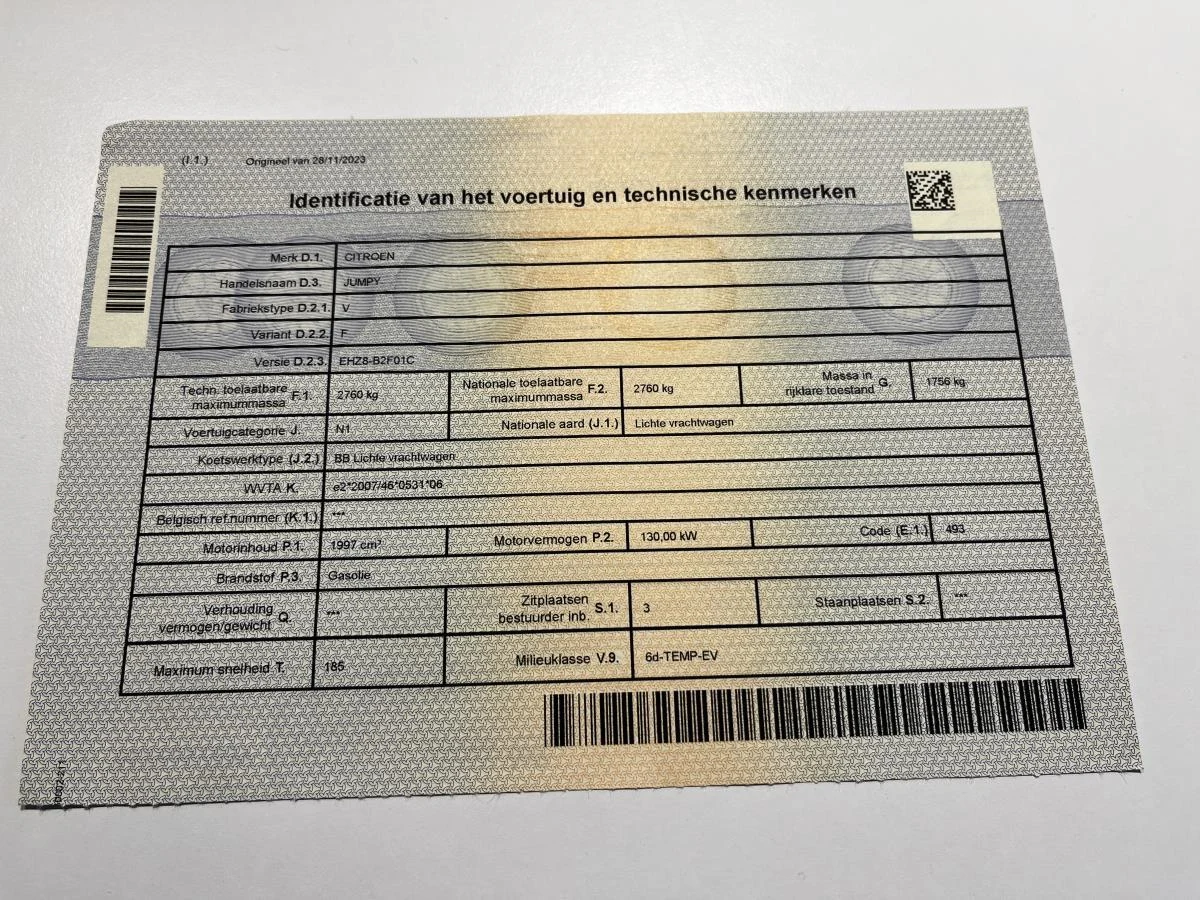 (I.1.) Origineel van 28/11/2023
Identificatie van het voertuig en technische kenmerken
Merk D.1. CITROEN
Handelsnaam D.3. JUMPY
Fabriekstype D.2.1. V
Variant D.2.2. F
Versie D.2.3. EHZ8-B2F01C
Techn. toelaatbare maximummassa F.1. 2760 kg Nationale toelaatbare maximummassa F.2. 2760 kg Massa in rijklare toestand G. 1756 kg
Voertuigcategorie J. N1 Nationale aard (J.1.) Lichte vrachtwagen
Koetswerktype (J.2.) BB Lichte vrachtwagen
WVTA K. e2*2007/46*0531*06
Belgisch ref.nummer (K.1.) ***
Motorinhoud P.1. 1997 cm³ Motorvermogen P.2. 130,00 kW Code (E.1.) 493
Brandstof P.3. Gasolie
Verhouding vermogen/gewicht Q. *** Zitplaatsen bestuurder inb. S.1. 3 Staanplaatsen S.2. ***
Maximum snelheid T. 185 Milieuklasse V.9. 6d-TEMP-EV